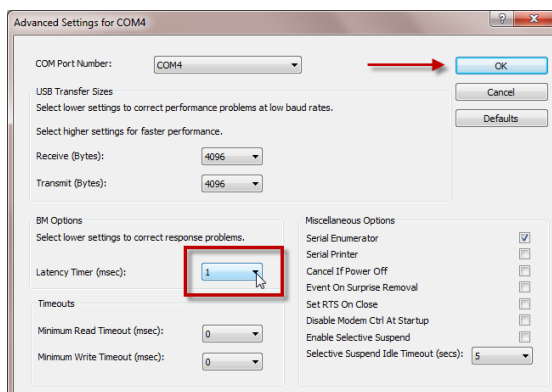 Advanced Settings for COM4
COM Port Number: COM4
OK
USB Transfer Sizes
Cancel
Select lower settings to correct performance problems at low baud rates.
Defaults
Select higher settings for faster performance.
Receive (Bytes): 4096
Transmit (Bytes): 4096
BM Options
Select lower settings to correct response problems.
Latency Timer (msec): 1
Timeouts
Minimum Read Timeout (msec): 0
Minimum Write Timeout (msec): 0
Miscellaneous Options
Serial Enumerator
Serial Printer
Cancel If Power Off
Event On Surprise Removal
Set RTS On Close
Disable Modem Ctrl At Startup
Enable Selective Suspend
Selective Suspend Idle Timeout (secs): 5